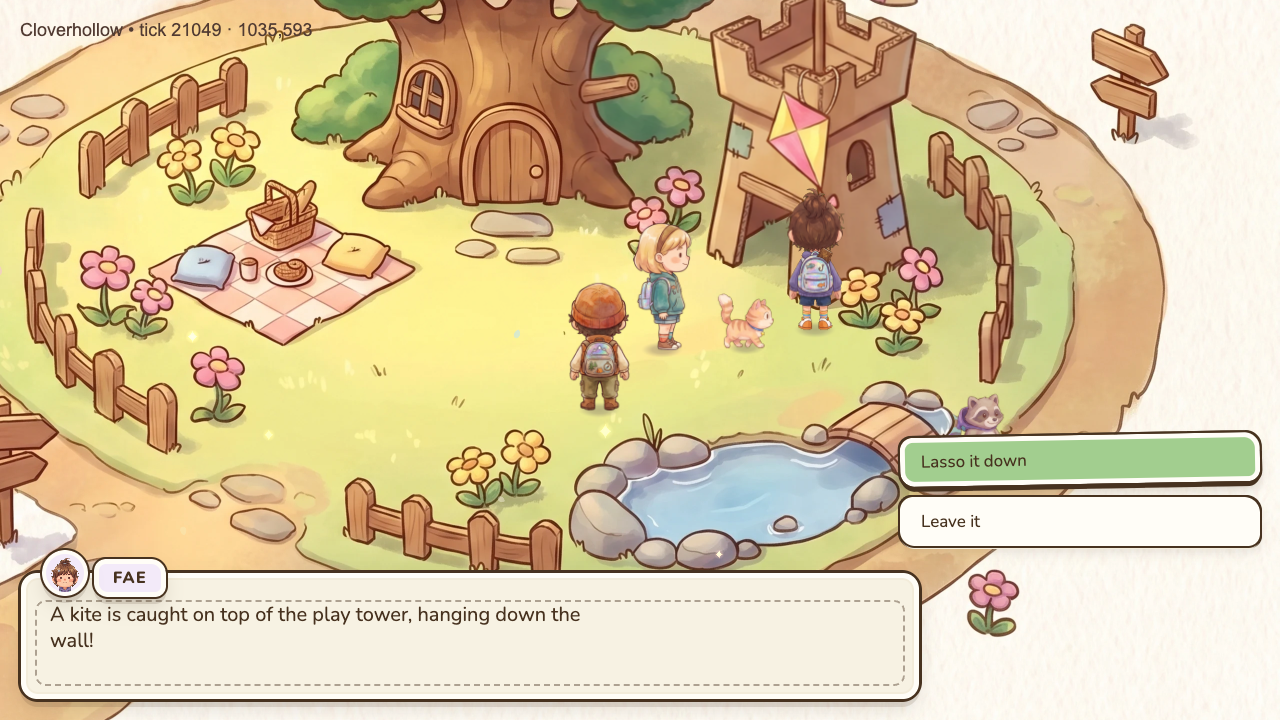 Cloverhollow • tick 21049 · 1035,593
Lasso it down
Leave it
FAE
A kite is caught on top of the play tower, hanging down the
wall!